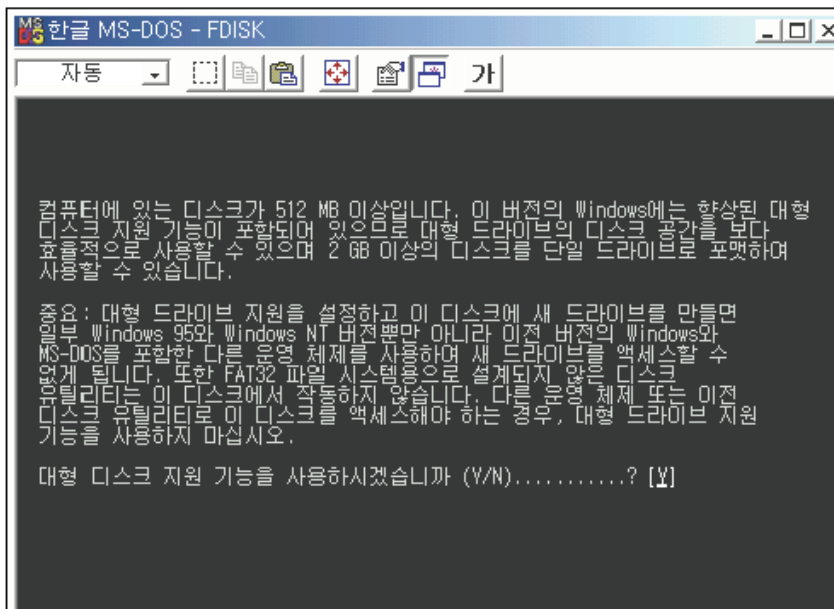 한글 MS-DOS - FDISK
자동
가
컴퓨터에 있는 디스크가 512 MB 이상입니다. 이 버전의 Windows에는 향상된 대형
디스크 지원 기능이 포함되어 있으므로 대형 드라이브의 디스크 공간을 보다
효율적으로 사용할 수 있으며 2 GB 이상의 디스크를 단일 드라이브로 포맷하여
사용할 수 있습니다.
중요: 대형 드라이브 지원을 설정하고 이 디스크에 새 드라이브를 만들면
일부 Windows 95와 Windows NT 버전뿐만 아니라 이전 버전의 Windows와
MS-DOS를 포함한 다른 운영 체제를 사용하여 새 드라이브를 액세스할 수
없게 됩니다. 또한 FAT32 파일 시스템용으로 설계되지 않은 디스크
유틸리티는 이 디스크에서 작동하지 않습니다. 다른 운영 체제 또는 이전
디스크 유틸리티로 이 디스크를 액세스해야 하는 경우, 대형 드라이브 지원
기능을 사용하지 마십시오.
대형 디스크 지원 기능을 사용하시겠습니까 (Y/N)...........? [Y]